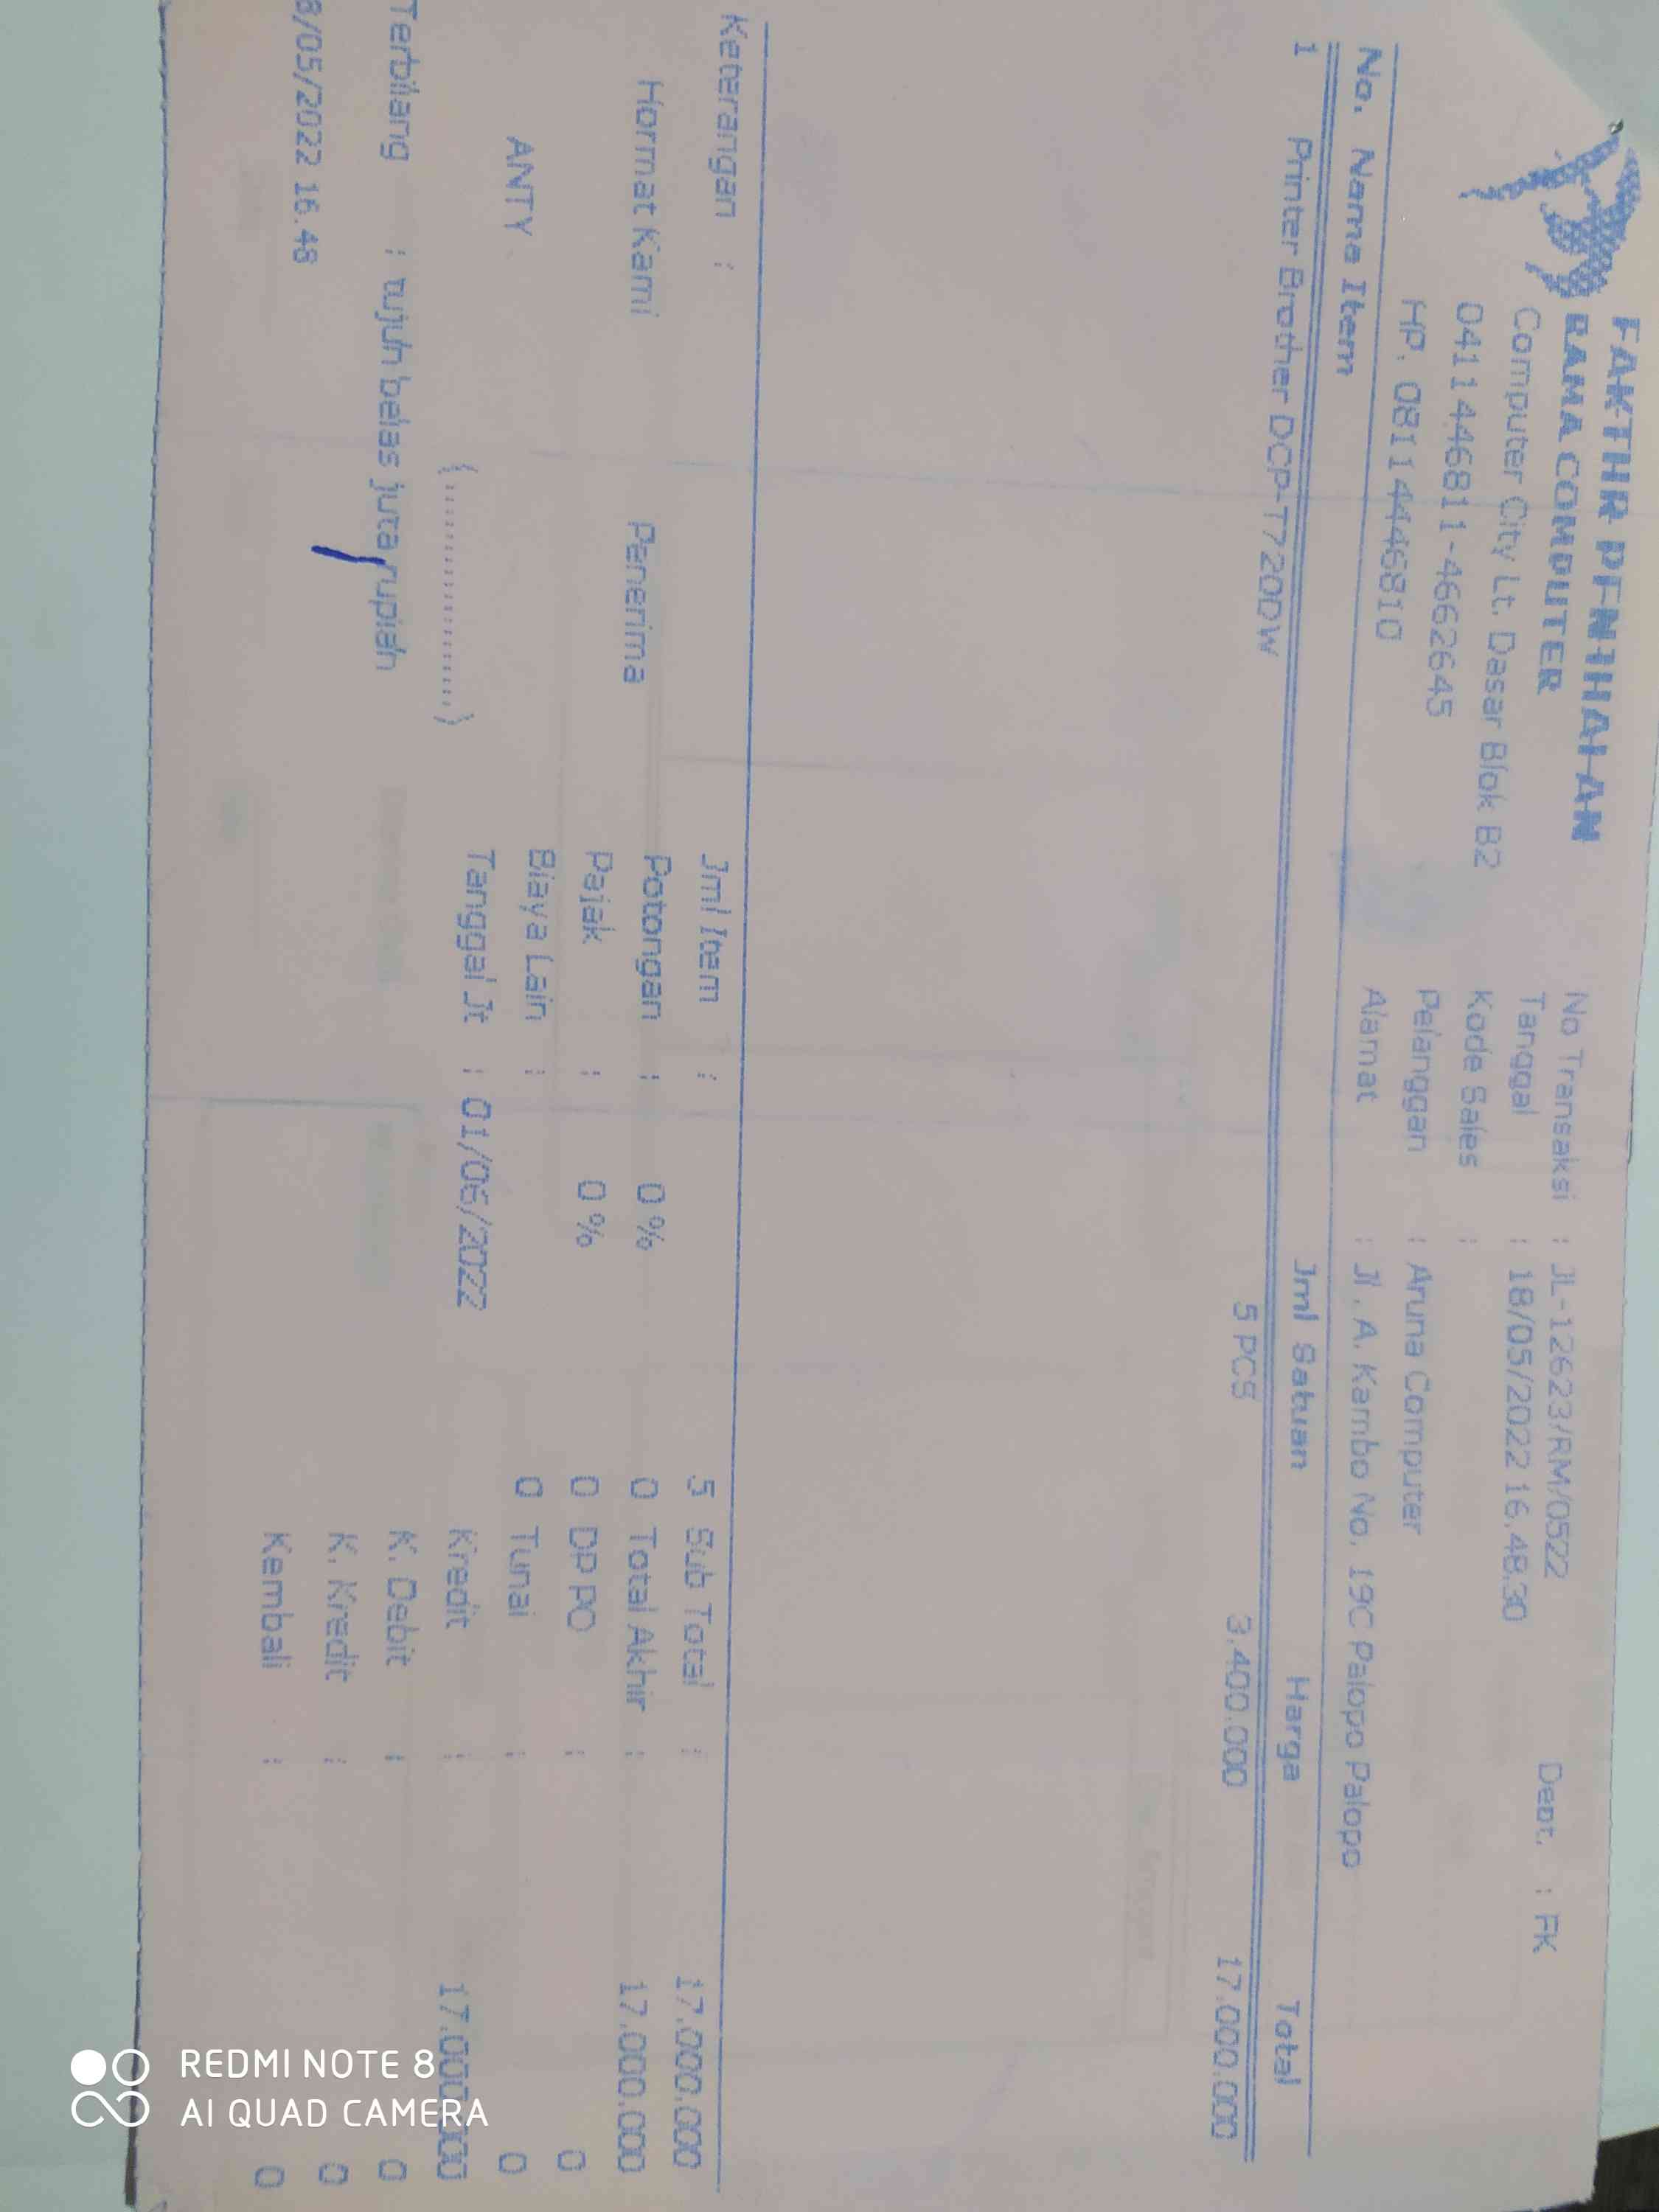 FAKTUR PENJUALAN
RAMA COMPUTER
Computer City Lt. Dasar Blok B2
0411446811-4662645
HP. 08114446810
No Transaksi : JL-12623/RM/0522
Tanggal : 18/05/2022 16.48.30
Kode Sales :
Pelanggan : Aruna Computer
Alamat : Jl. A. Kambo No. 19C Palopo Palopo
Dept. : FK
No. Nama Item Jml Satuan Harga Total
1 Printer Brother DCP-T720DW 5 PCS 3.400.000 17.000.000
Keterangan :
Hormat Kami Penerima
ANTY
(................)
Jml Item : 5
Potongan : 0 % 0
Pajak : 0 % 0
Biaya Lain : 0
Tanggal Jt : 01/06/2022
Sub Total : 17.000.000
Total Akhir : 17.000.000
DP PO : 0
Tunai : 0
Kredit : 17.000.000
K. Debit : 0
K. Kredit : 0
Kembali : 0
Terbilang : tujuh belas juta rupiah
8/05/2022 16.48
REDMI NOTE 8
AI QUAD CAMERA